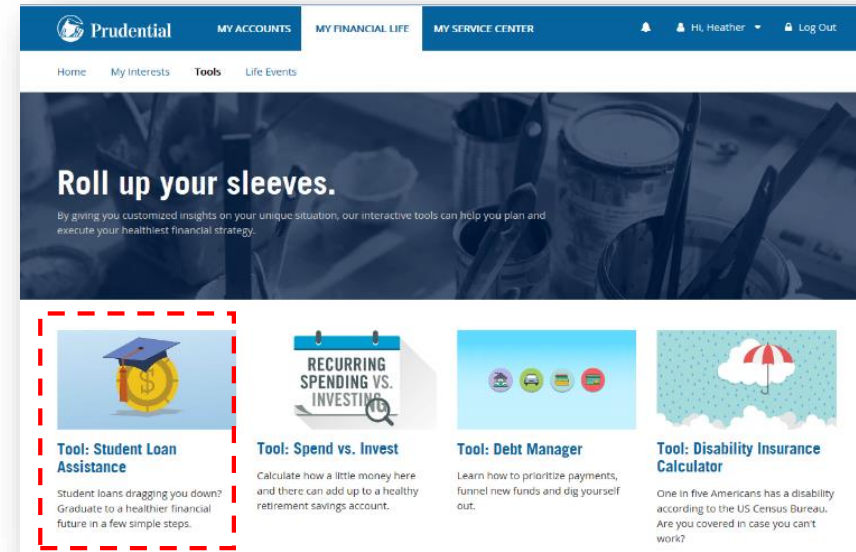 Prudential
MY ACCOUNTS
MY FINANCIAL LIFE
MY SERVICE CENTER
Hi, Heather
Log Out
Home
My Interests
Tools
Life Events
Roll up your sleeves.
By giving you customized insights on your unique situation, our interactive tools can help you plan and
execute your healthiest financial strategy.
$
Tool: Student Loan
Assistance
Student loans dragging you down?
Graduate to a healthier financial
future in a few simple steps.
RECURRING
SPENDING VS.
INVESTING
Tool: Spend vs. Invest
Calculate how a little money here
and there can add up to a healthy
retirement savings account.
Tool: Debt Manager
Learn how to prioritize payments,
funnel new funds and dig yourself
out.
Tool: Disability Insurance
Calculator
One in five Americans has a disability
according to the US Census Bureau.
Are you covered in case you can't
work?